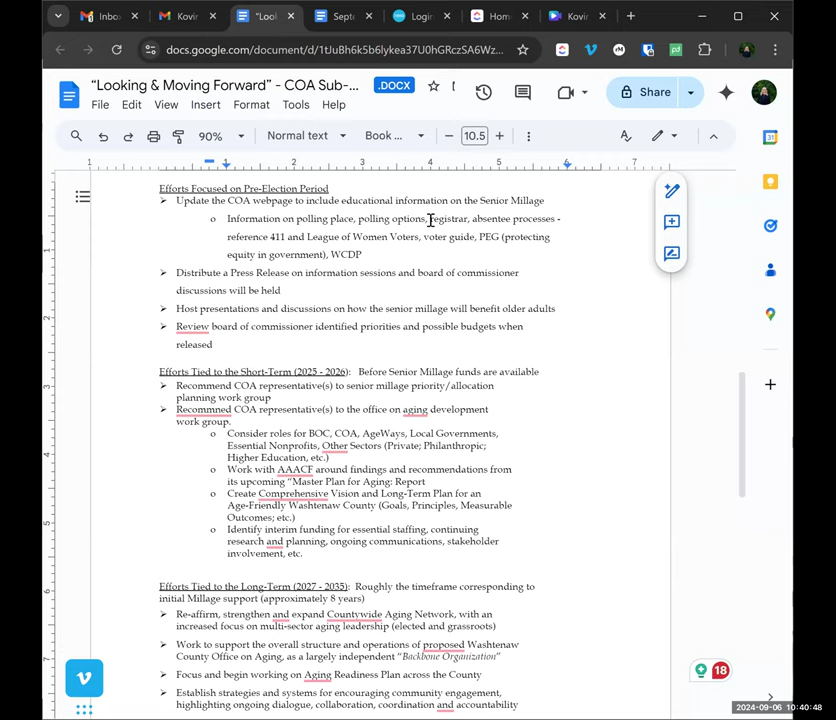 Inbo
Kovir
"Look
Septe
Login
Home
Kovir
docs.google.com/document/d/1tJuBh6k5b6lykea37U0hGRczSA6Wz...
"Looking & Moving Forward" - COA Sub-...
.DOCX
Share
File Edit View Insert Format Tools Help
90% Normal text Book ... 10.5
1 1 2 3 4 5 6 7
Efforts Focused on Pre-Election Period
Update the COA webpage to include educational information on the Senior Millage
o Information on polling place, polling options, registrar, absentee processes -
reference 411 and League of Women Voters, voter guide, PEG (protecting
equity in government), WCDP
Distribute a Press Release on information sessions and board of commissioner
discussions will be held
Host presentations and discussions on how the senior millage will benefit older adults
Review board of commissioner identified priorities and possible budgets when
released
Efforts Tied to the Short-Term (2025 - 2026): Before Senior Millage funds are available
Recommend COA representative(s) to senior millage priority/allocation
planning work group
Recommned COA representative(s) to the office on aging development
work group.
o Consider roles for BOC, COA, AgeWays, Local Governments,
Essential Nonprofits, Other Sectors (Private; Philanthropic;
Higher Education, etc.)
o Work with AAACF around findings and recommendations from
its upcoming "Master Plan for Aging: Report
o Create Comprehensive Vision and Long-Term Plan for an
Age-Friendly Washtenaw County (Goals, Principles, Measurable
Outcomes; etc.)
o Identify interim funding for essential staffing, continuing
research and planning, ongoing communications, stakeholder
involvement, etc.
Efforts Tied to the Long-Term (2027 - 2035): Roughly the timeframe corresponding to
initial Millage support (approximately 8 years)
Re-affirm, strengthen and expand Countywide Aging Network, with an
increased focus on multi-sector aging leadership (elected and grassroots)
Work to support the overall structure and operations of proposed Washtenaw
County Office on Aging, as a largely independent "Backbone Organization"
Focus and begin working on Aging Readiness Plan across the County
Establish strategies and systems for encouraging community engagement,
highlighting ongoing dialogue, collaboration, coordination and accountability
18
2024-09-06 10:40:48